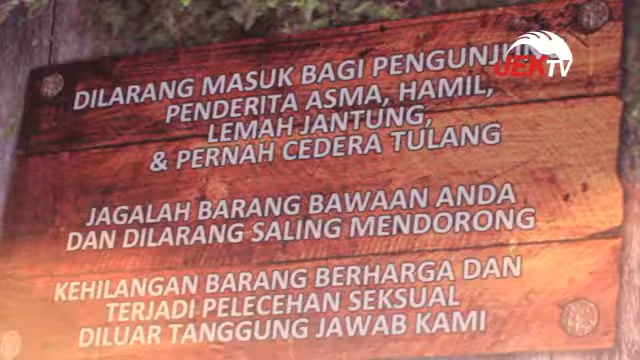 DILARANG MASUK BAGI PENGUNJUNG
JEKTV
PENDERITA ASMA, HAMIL,
LEMAH JANTUNG,
& PERNAH CEDERA TULANG
JAGALAH BARANG BAWAAN ANDA
DAN DILARANG SALING MENDORONG
KEHILANGAN BARANG BERHARGA DAN
TERJADI PELECEHAN SEKSUAL
DILUAR TANGGUNG JAWAB KAMI